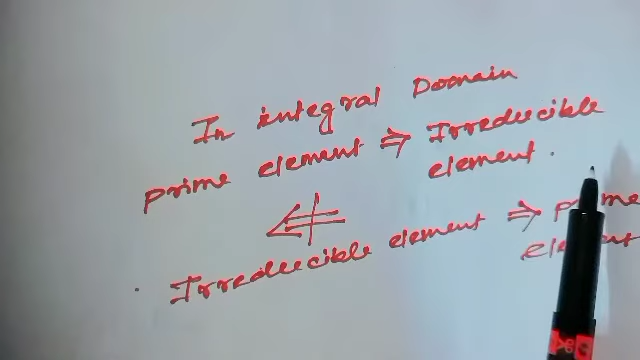 In integral Domain
prime element ⇒ Irreducible
element.
⇍
Irreducible element ⇒ prime
element